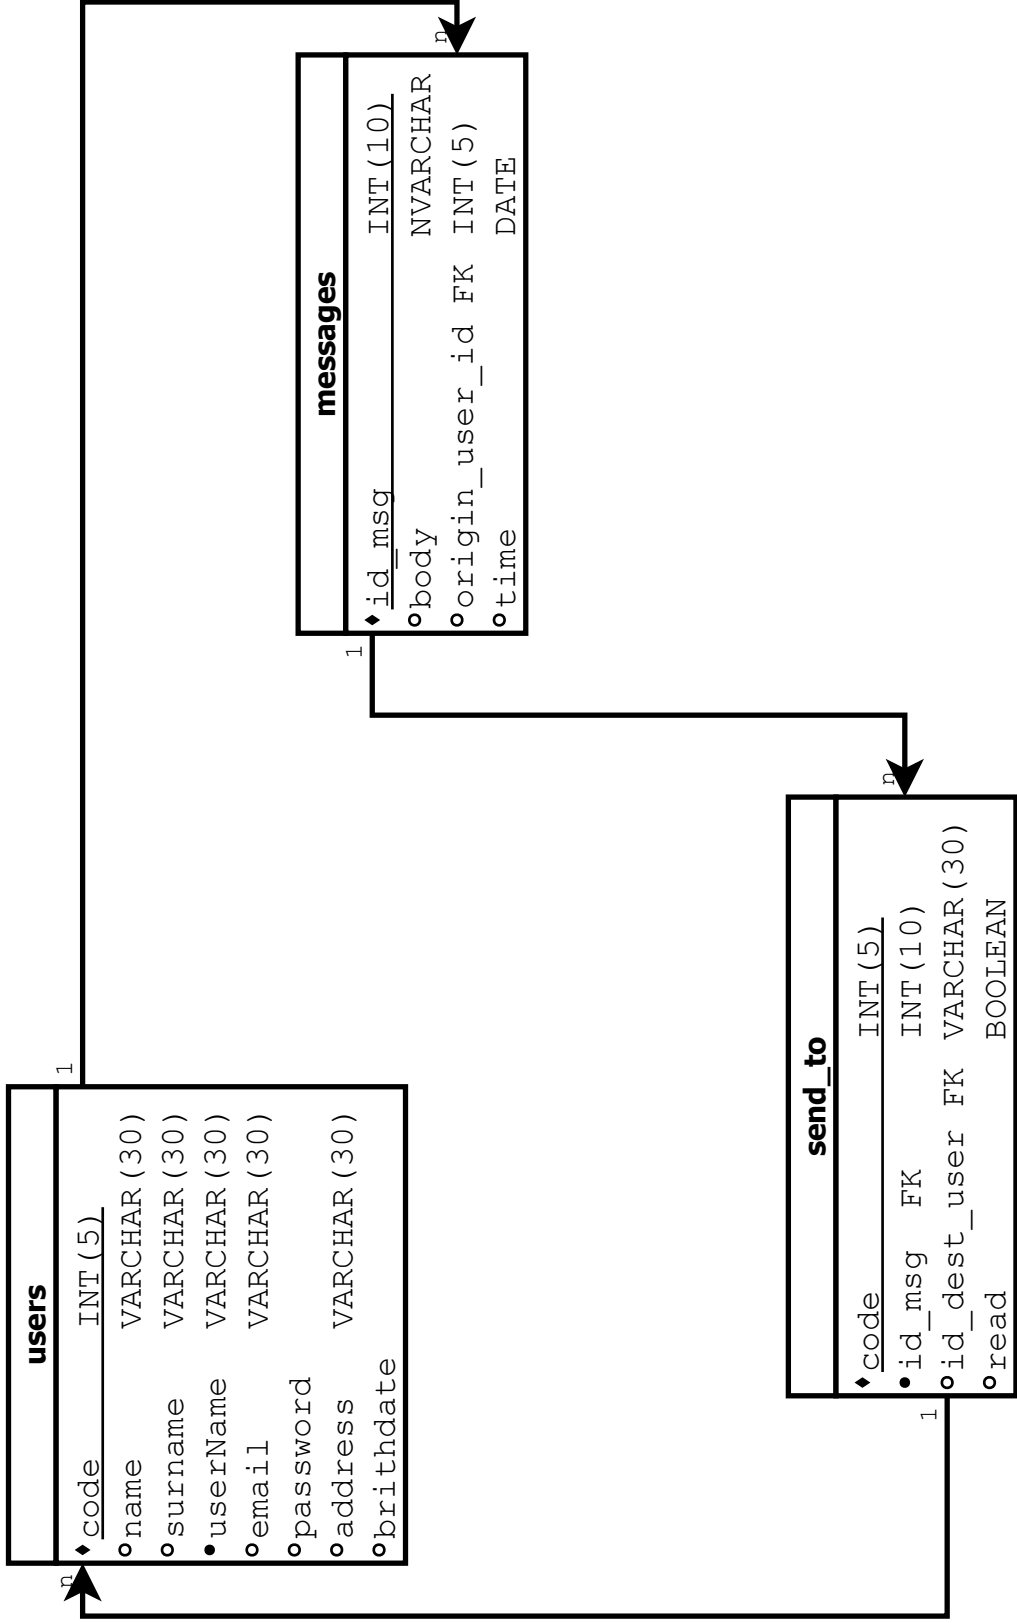 users
code INT(5)
name VARCHAR(30)
surname VARCHAR(30)
userName VARCHAR(30)
email VARCHAR(30)
password
address VARCHAR(30)
brithdate
n
1
messages
id_msg INT(10)
body NVARCHAR
origin_user_id FK INT(5)
time DATE
1
n
send_to
code INT(5)
id_msg FK INT(10)
id_dest_user FK VARCHAR(30)
read BOOLEAN
1
n